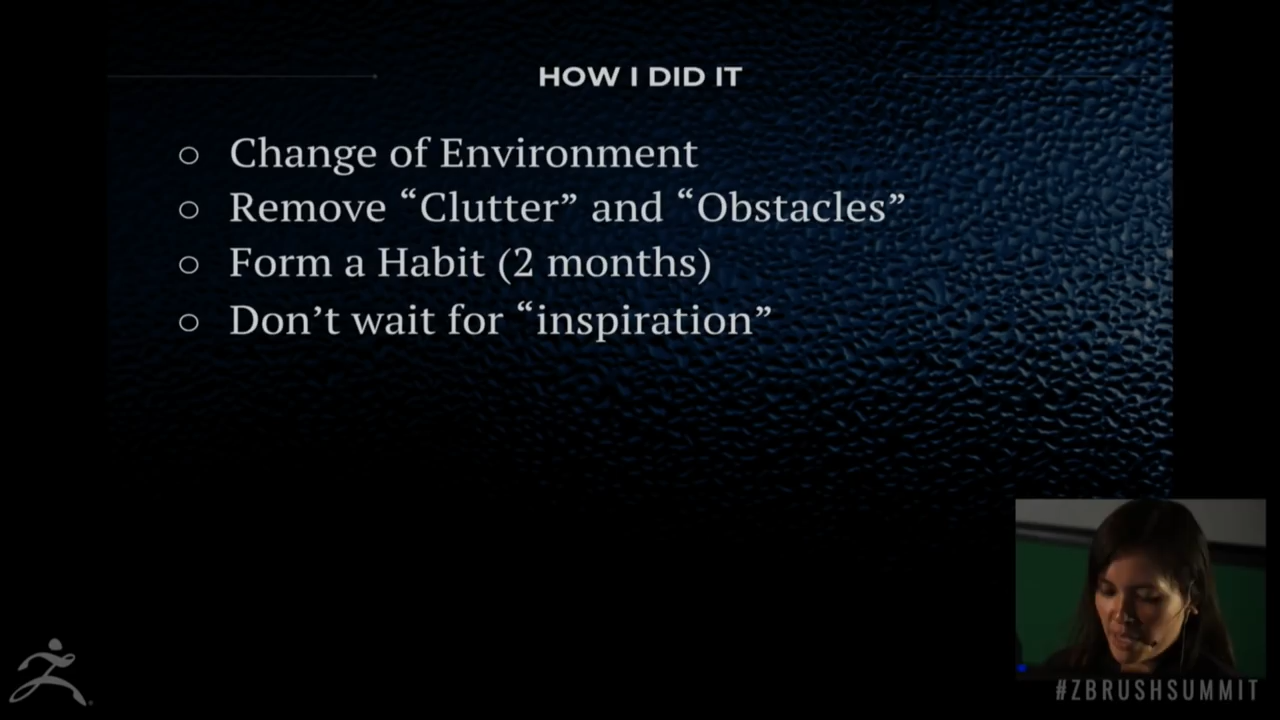 HOW I DID IT
○ Change of Environment
○ Remove “Clutter” and “Obstacles”
○ Form a Habit (2 months)
○ Don’t wait for “inspiration”
#ZBRUSHSUMMIT